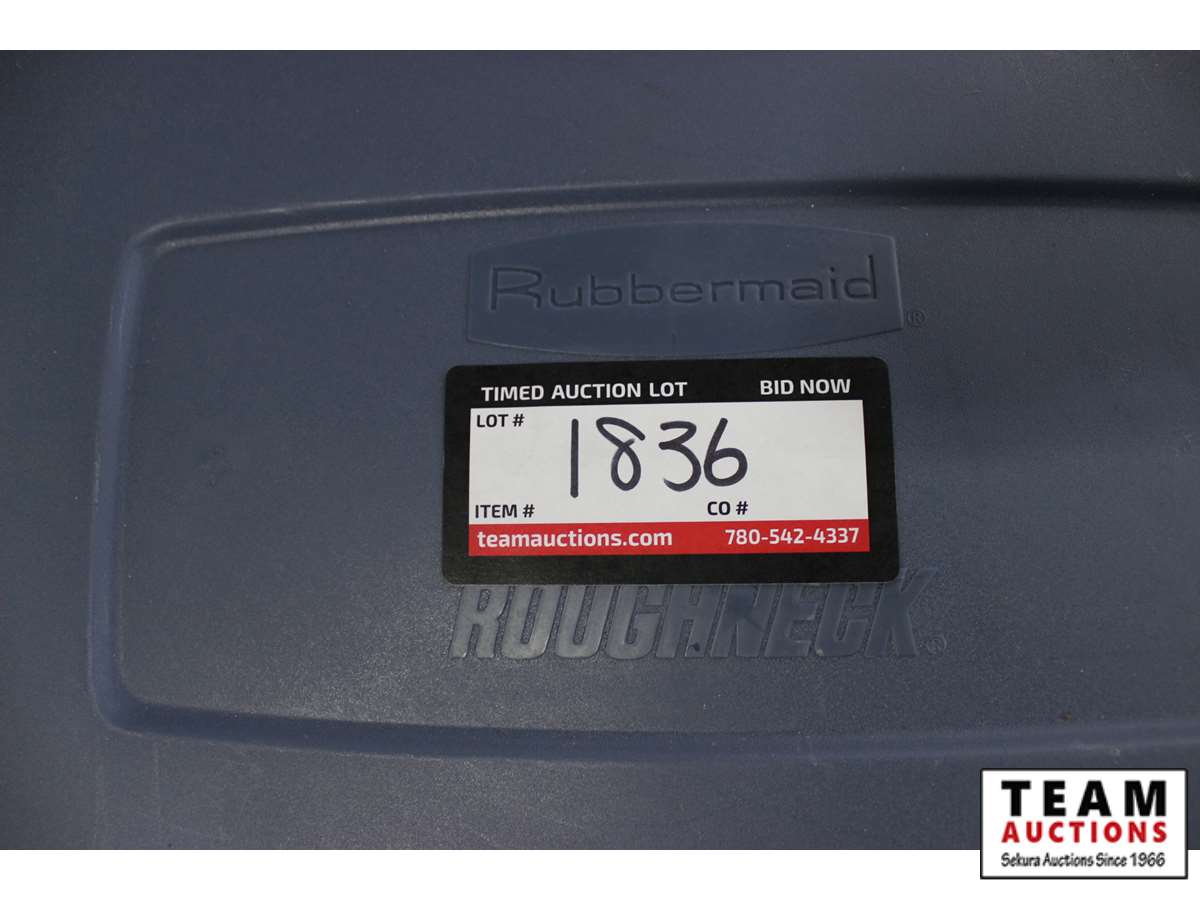 Rubbermaid®
TIMED AUCTION LOT BID NOW
LOT # 1836
ITEM # CO #
teamauctions.com 780-542-4337
ROUGHNECK®
TEAM
AUCTIONS
Sekura Auctions Since 1966